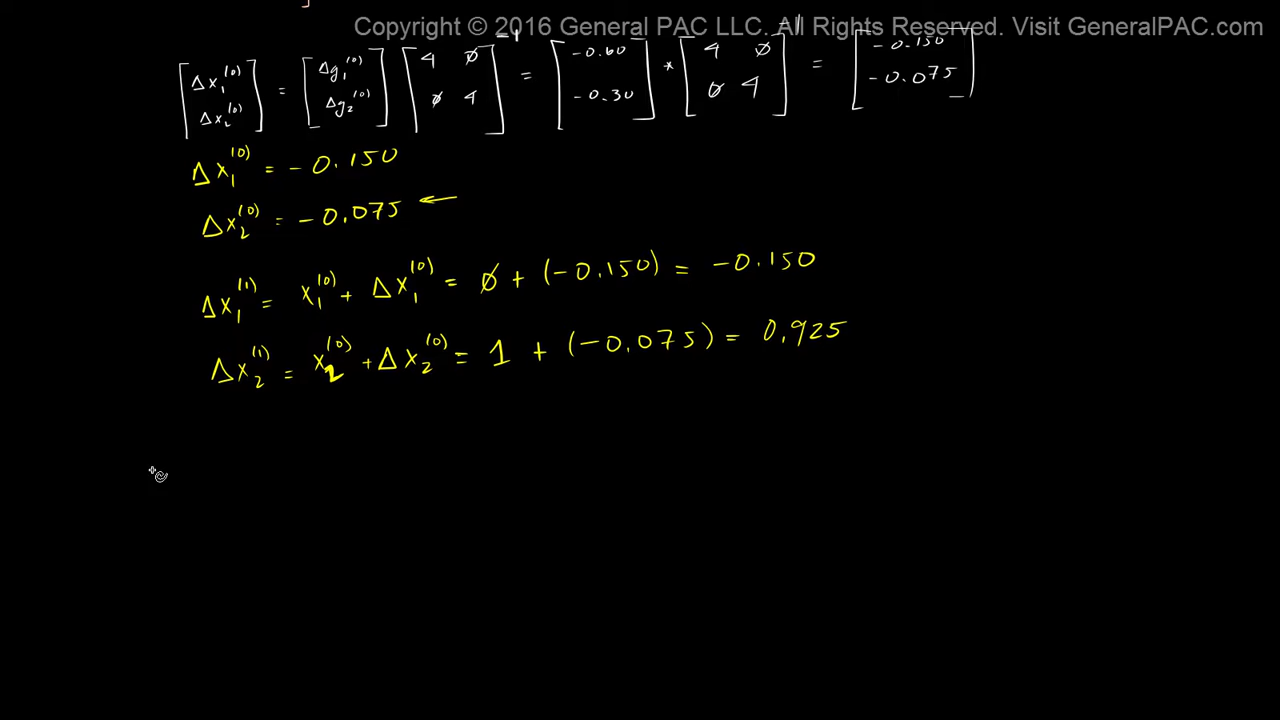 Copyright © 2016 General PAC LLC. All Rights Reserved. Visit GeneralPAC.com
[Δx₁⁽⁰⁾ Δx₂⁽⁰⁾] = [Δg₁⁽⁰⁾ Δg₂⁽⁰⁾] [4 ∅ ∅ 4]⁻¹ = [-0.60 -0.30] * [4 ∅ ∅ 4]⁻¹ = [-0.150 -0.075]
Δx₁⁽⁰⁾ = -0.150
Δx₂⁽⁰⁾ = -0.075 ←
Δx₁⁽¹⁾ = x₁⁽⁰⁾ + Δx₁⁽⁰⁾ = ∅ + (-0.150) = -0.150
Δx₂⁽¹⁾ = x₂⁽⁰⁾ + Δx₂⁽⁰⁾ = 1 + (-0.075) = 0.925